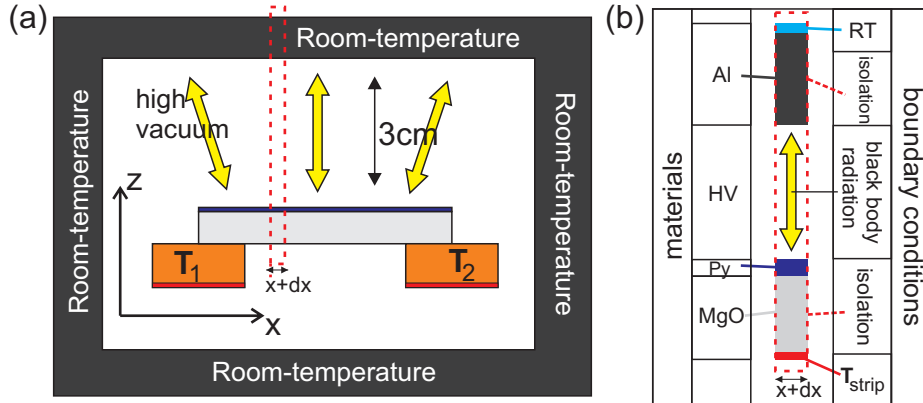 (a)
Room-temperature
Room-temperature
high
vacuum
3cm
Room-temperature
z
T1
T2
x+dx
x
Room-temperature
(b)
materials
Al
HV
Py
MgO
RT
isolation
black body
radiation
isolation
Tstrip
x+dx
boundary conditions